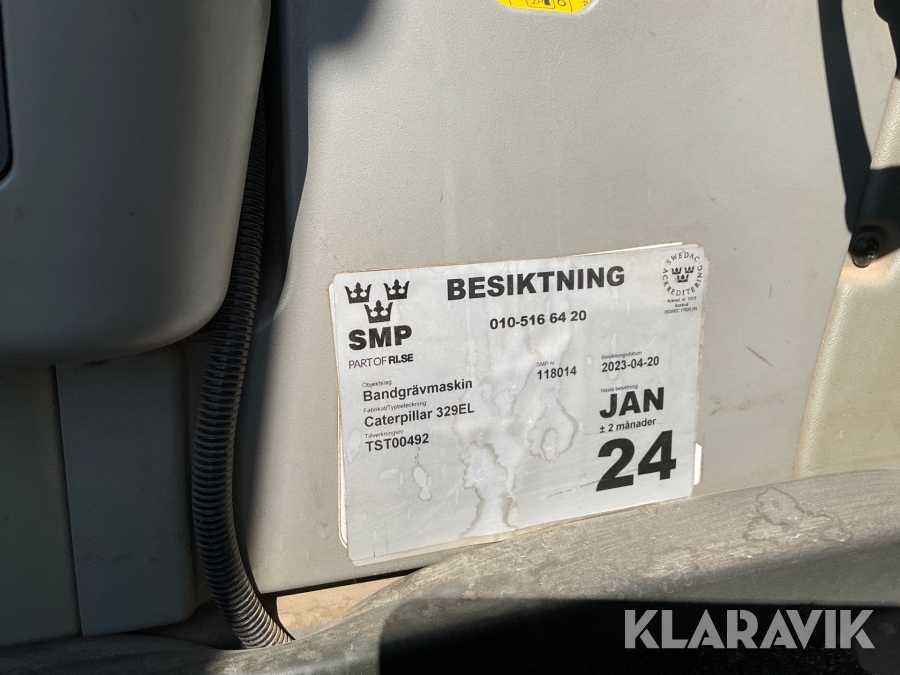 BESIKTNING
010-516 64 20
SMP
PART OF RI.SE
SWEDAC
ACKREDITERING
Objektslag
Bandgrävmaskin
Fabrikat/Typbeteckning
Caterpillar 329EL
Tillverkningsnr
TST00492
SMP nr
118014
Besiktningsdatum
2023-04-20
Nästa besiktning
JAN
± 2 månader
24
KLARAVIK